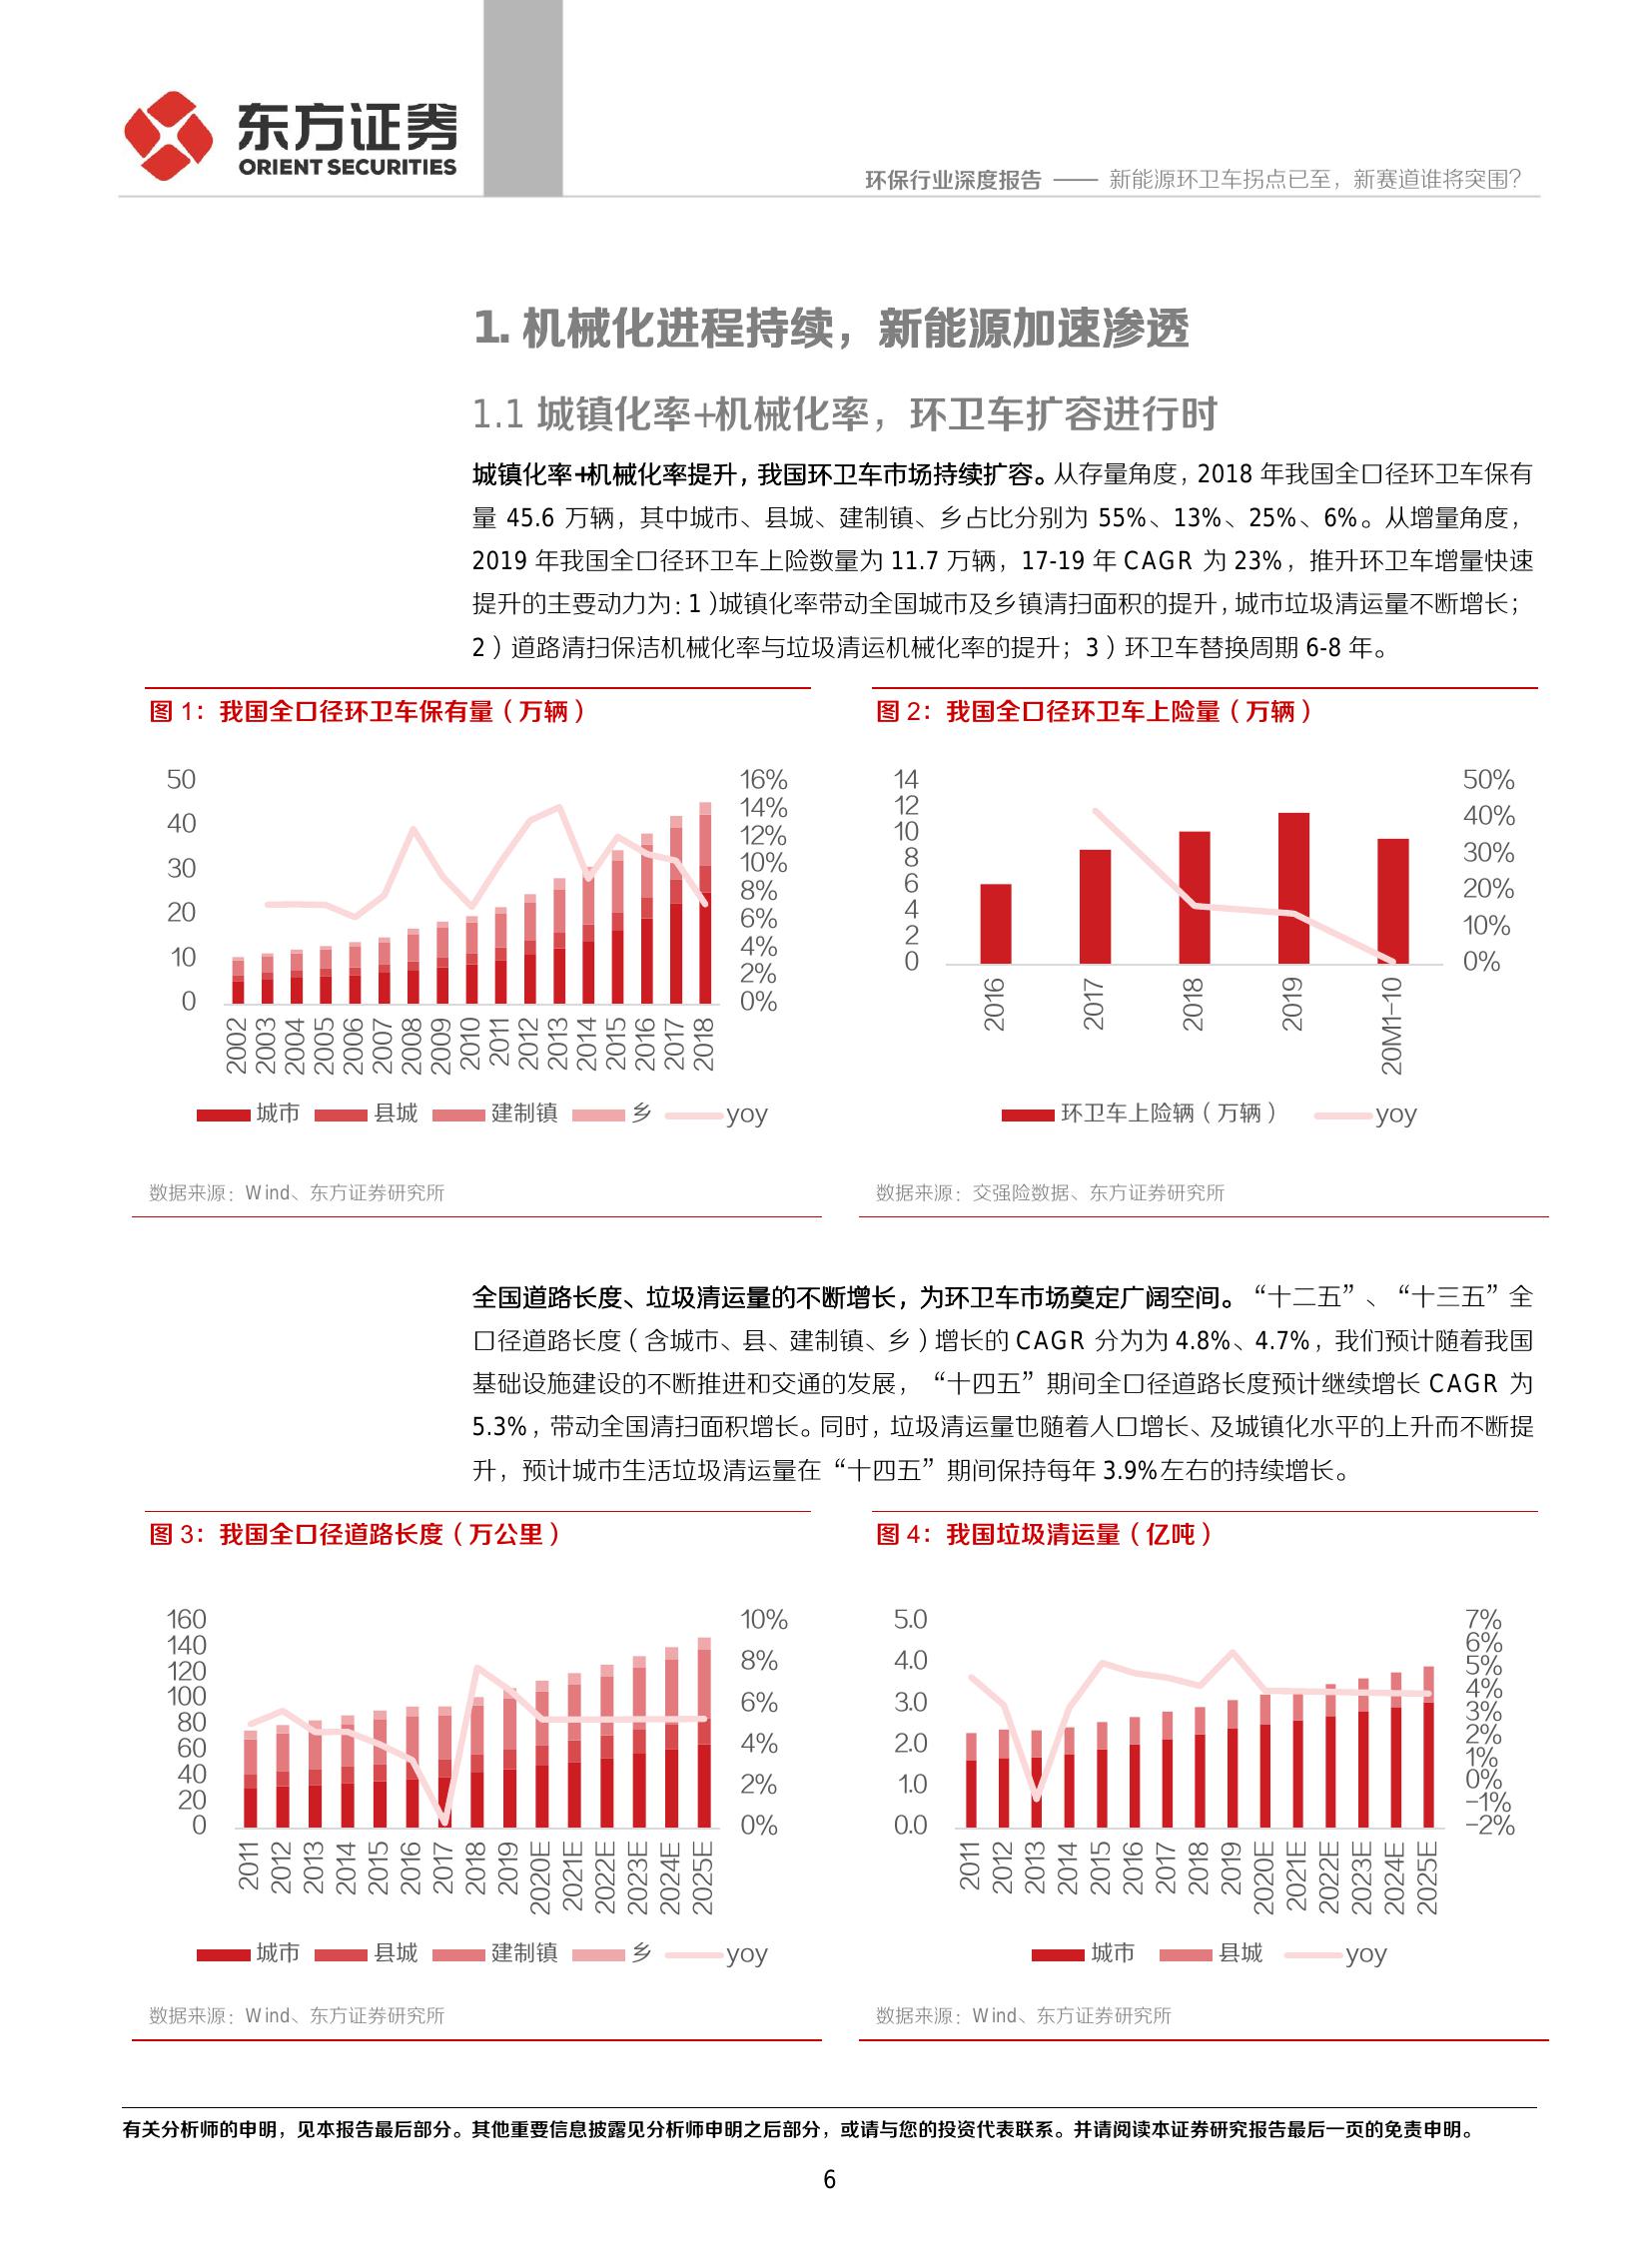 东方证券
ORIENT SECURITIES
环保行业深度报告 —— 新能源环卫车拐点已至，新赛道谁将突围？
1. 机械化进程持续，新能源加速渗透
1.1 城镇化率+机械化率，环卫车扩容进行时
城镇化率+机械化率提升，我国环卫车市场持续扩容。从存量角度，2018 年我国全口径环卫车保有
量 45.6 万辆，其中城市、县城、建制镇、乡占比分别为 55%、13%、25%、6%。从增量角度，
2019 年我国全口径环卫车上险数量为 11.7 万辆，17-19 年 CAGR 为 23%，推升环卫车增量快速
提升的主要动力为：1）城镇化率带动全国城市及乡镇清扫面积的提升，城市垃圾清运量不断增长；
2）道路清扫保洁机械化率与垃圾清运机械化率的提升；3）环卫车替换周期 6-8 年。
图 1：我国全口径环卫车保有量（万辆）
50
40
30
20
10
0
16%
14%
12%
10%
8%
6%
4%
2%
0%
2002
2003
2004
2005
2006
2007
2008
2009
2010
2011
2012
2013
2014
2015
2016
2017
2018
城市 县城 建制镇 乡 yoy
数据来源：Wind、东方证券研究所
图 2：我国全口径环卫车上险量（万辆）
14
12
10
8
6
4
2
0
50%
40%
30%
20%
10%
0%
2016
2017
2018
2019
20M1-10
环卫车上险辆（万辆） yoy
数据来源：交强险数据、东方证券研究所
全国道路长度、垃圾清运量的不断增长，为环卫车市场奠定广阔空间。“十二五”、“十三五”全
口径道路长度（含城市、县、建制镇、乡）增长的 CAGR 分为为 4.8%、4.7%，我们预计随着我国
基础设施建设的不断推进和交通的发展，“十四五”期间全口径道路长度预计继续增长 CAGR 为
5.3%，带动全国清扫面积增长。同时，垃圾清运量也随着人口增长、及城镇化水平的上升而不断提
升，预计城市生活垃圾清运量在“十四五”期间保持每年 3.9%左右的持续增长。
图 3：我国全口径道路长度（万公里）
160
140
120
100
80
60
40
20
0
10%
8%
6%
4%
2%
0%
2011
2012
2013
2014
2015
2016
2017
2018
2019
2020E
2021E
2022E
2023E
2024E
2025E
城市 县城 建制镇 乡 yoy
数据来源：Wind、东方证券研究所
图 4：我国垃圾清运量（亿吨）
5.0
4.0
3.0
2.0
1.0
0.0
7%
6%
5%
4%
3%
2%
1%
0%
-1%
-2%
2011
2012
2013
2014
2015
2016
2017
2018
2019
2020E
2021E
2022E
2023E
2024E
2025E
城市 县城 yoy
数据来源：Wind、东方证券研究所
有关分析师的申明，见本报告最后部分。其他重要信息披露见分析师申明之后部分，或请与您的投资代表联系。并请阅读本证券研究报告最后一页的免责申明。
6